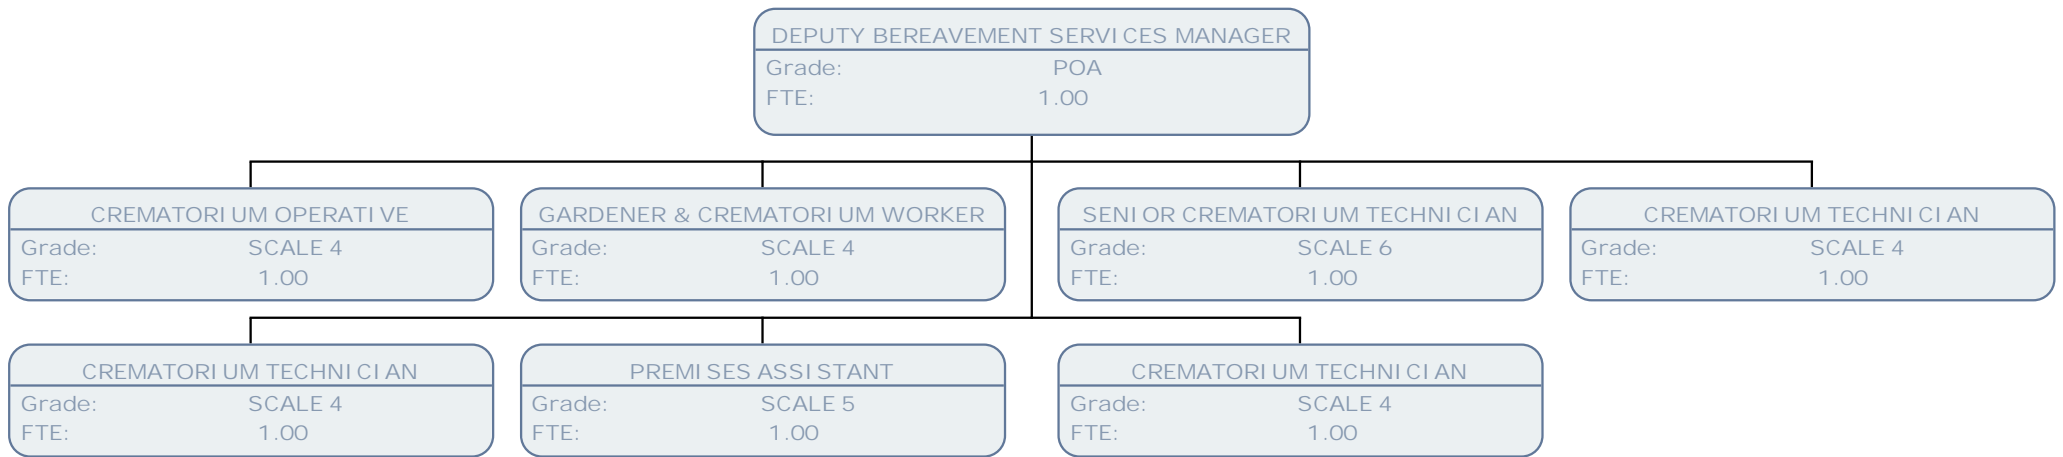 DEPUTY BEREAVEMENT SERVICES MANAGER
Grade: POA
FTE: 1.00
CREMATORIUM OPERATIVE
Grade: SCALE 4
FTE: 1.00
GARDENER & CREMATORIUM WORKER
Grade: SCALE 4
FTE: 1.00
SENIOR CREMATORIUM TECHNICIAN
Grade: SCALE 6
FTE: 1.00
CREMATORIUM TECHNICIAN
Grade: SCALE 4
FTE: 1.00
CREMATORIUM TECHNICIAN
Grade: SCALE 4
FTE: 1.00
PREMISES ASSISTANT
Grade: SCALE 5
FTE: 1.00
CREMATORIUM TECHNICIAN
Grade: SCALE 4
FTE: 1.00